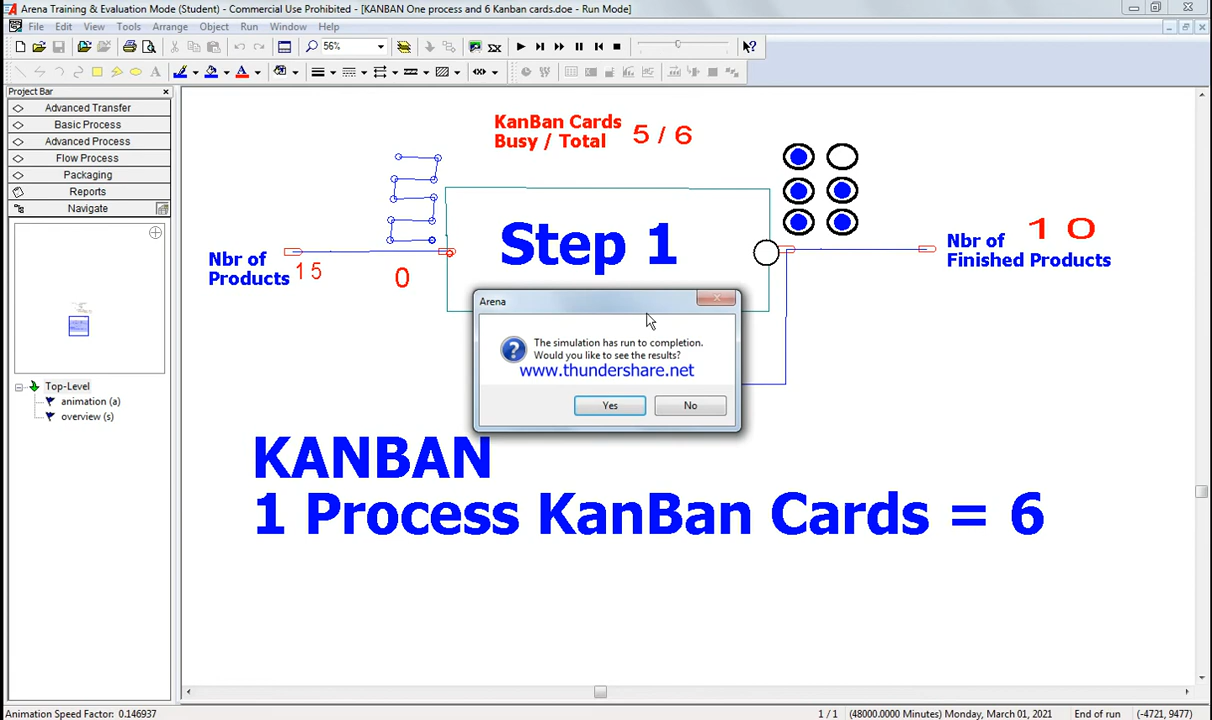 Arena Training & Evaluation Mode (Student) - Commercial Use Prohibited - [KANBAN One process and 6 Kanban cards.doe - Run Mode]
File Edit View Tools Arrange Object Run Window Help
56%
Project Bar
Advanced Transfer
Basic Process
Advanced Process
Flow Process
Packaging
Reports
Navigate
Top-Level
animation (a)
overview (s)
KanBan Cards
Busy / Total 5 / 6
Step 1
Nbr of
Products 15
0
Nbr of 10
Finished Products
Arena
The simulation has run to completion.
Would you like to see the results?
www.thundershare.net
Yes No
KANBAN
1 Process KanBan Cards = 6
Animation Speed Factor: 0.146937 1 / 1 (48000.0000 Minutes) Monday, March 01, 2021 End of run (-4721, 9477)